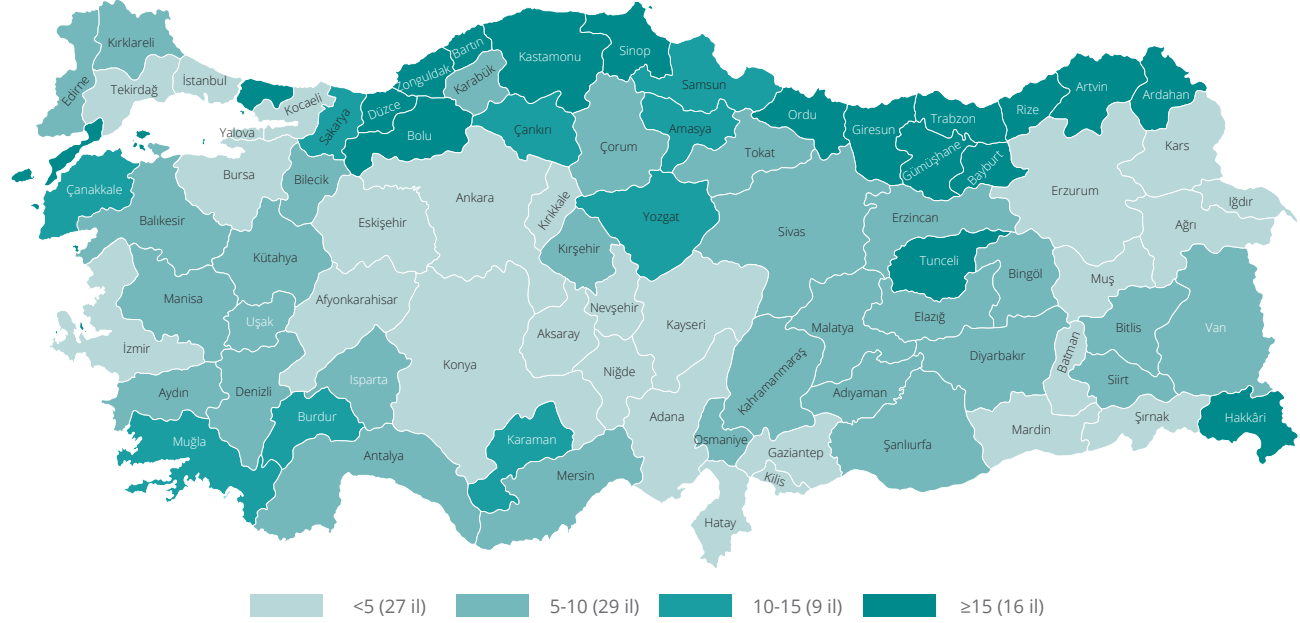 Kırklareli
Edirne
Tekirdağ
İstanbul
Kocaeli
Yalova
Sakarya
Düzce
Zonguldak
Bartın
Karabük
Kastamonu
Sinop
Samsun
Bolu
Çankırı
Çorum
Amasya
Tokat
Ordu
Giresun
Trabzon
Gümüşhane
Bayburt
Rize
Artvin
Ardahan
Kars
Çanakkale
Bursa
Bilecik
Balıkesir
Eskişehir
Ankara
Kırıkkale
Yozgat
Kırşehir
Sivas
Erzincan
Erzurum
Iğdır
Ağrı
Kütahya
Manisa
Uşak
Afyonkarahisar
Nevşehir
Kayseri
Aksaray
Malatya
Tunceli
Elazığ
Bingöl
Muş
Bitlis
Van
İzmir
Aydın
Denizli
Isparta
Konya
Niğde
Kahramanmaraş
Adıyaman
Diyarbakır
Batman
Siirt
Muğla
Burdur
Antalya
Karaman
Mersin
Adana
Osmaniye
Gaziantep
Kilis
Hatay
Şanlıurfa
Mardin
Şırnak
Hakkâri
<5 (27 il) 5-10 (29 il) 10-15 (9 il) ≥15 (16 il)